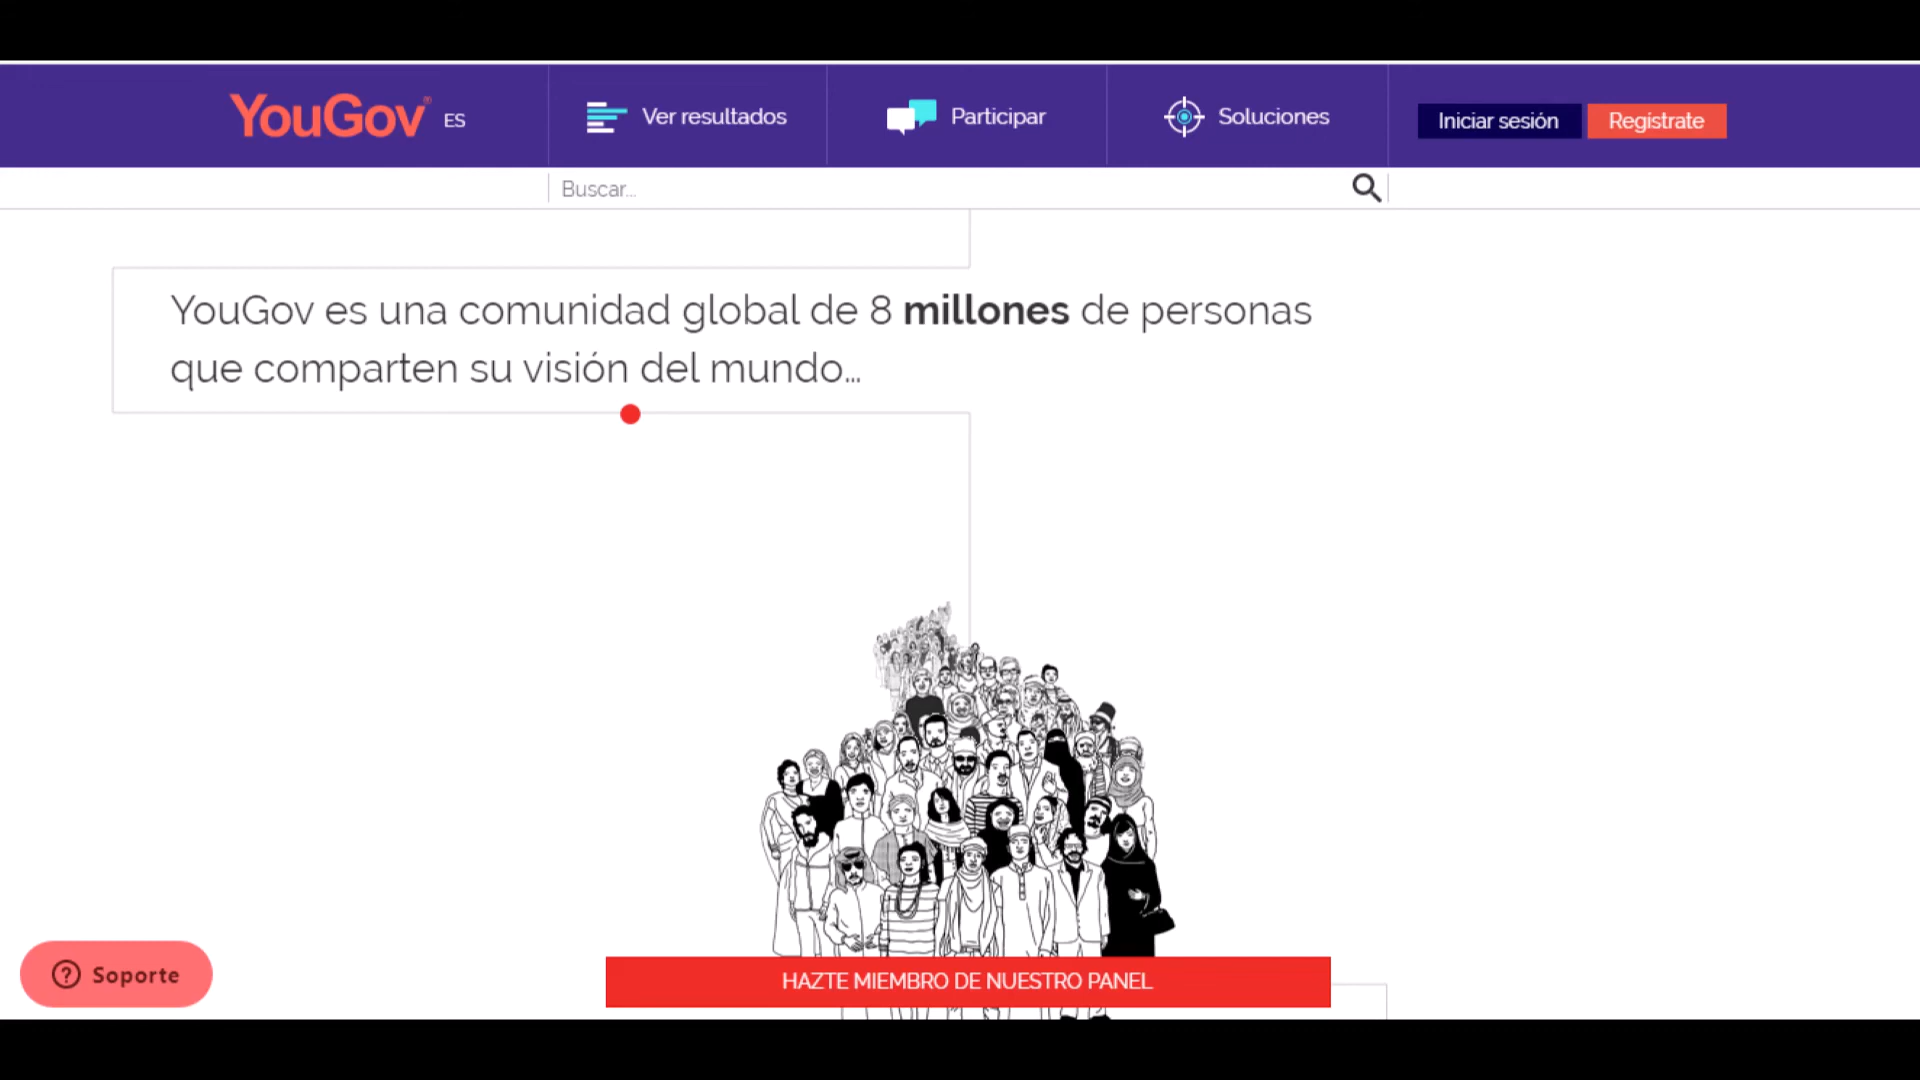 YouGov® ES
Ver resultados
Participar
Soluciones
Iniciar sesión
Regístrate
Buscar...
YouGov es una comunidad global de 8 millones de personas
que comparten su visión del mundo...
HAZTE MIEMBRO DE NUESTRO PANEL
Soporte